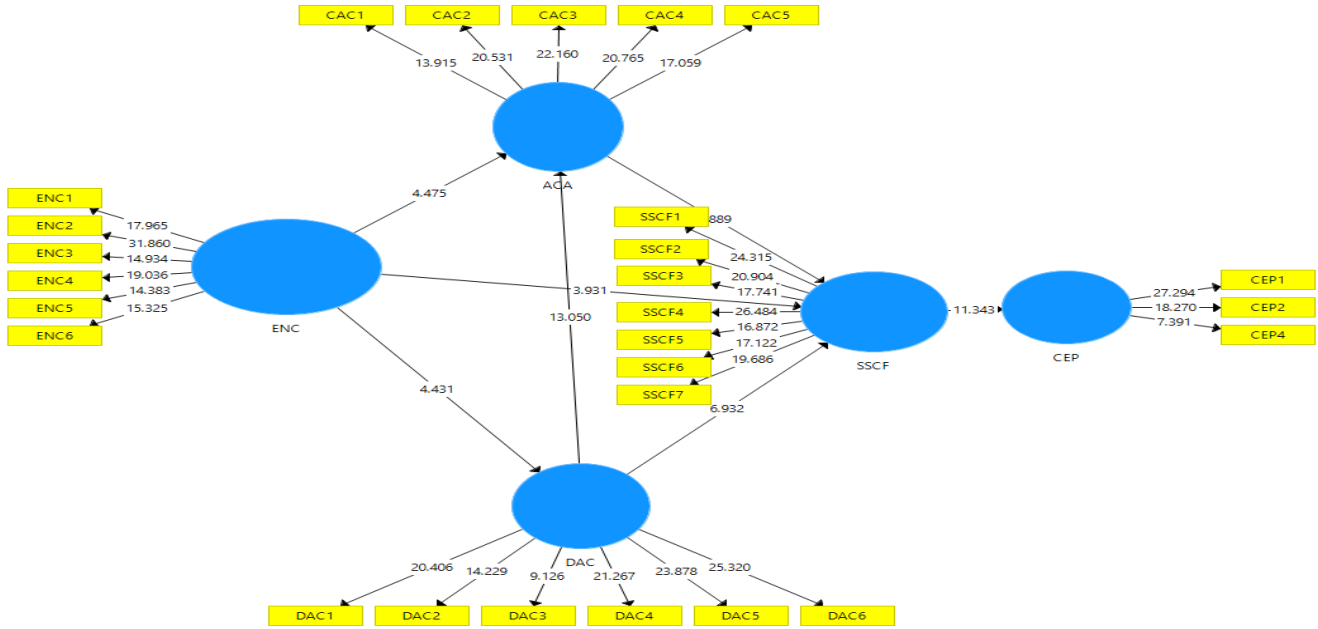 CAC1 CAC2 CAC3 CAC4 CAC5
13.915 20.531 22.160 20.765 17.059
ACA
4.475
ENC1
ENC2
ENC3
ENC4
ENC5
ENC6
17.965
31.860
14.934
19.036
14.383
15.325
ENC
3.931
13.050
4.431
889
SSCF1
SSCF2
SSCF3
SSCF4
SSCF5
SSCF6
SSCF7
24.315
20.904
17.741
26.484
16.872
17.122
19.686
6.932
SSCF
11.343
CEP
27.294
18.270
7.391
CEP1
CEP2
CEP4
DAC
20.406 14.229 9.126 21.267 23.878 25.320
DAC1 DAC2 DAC3 DAC4 DAC5 DAC6